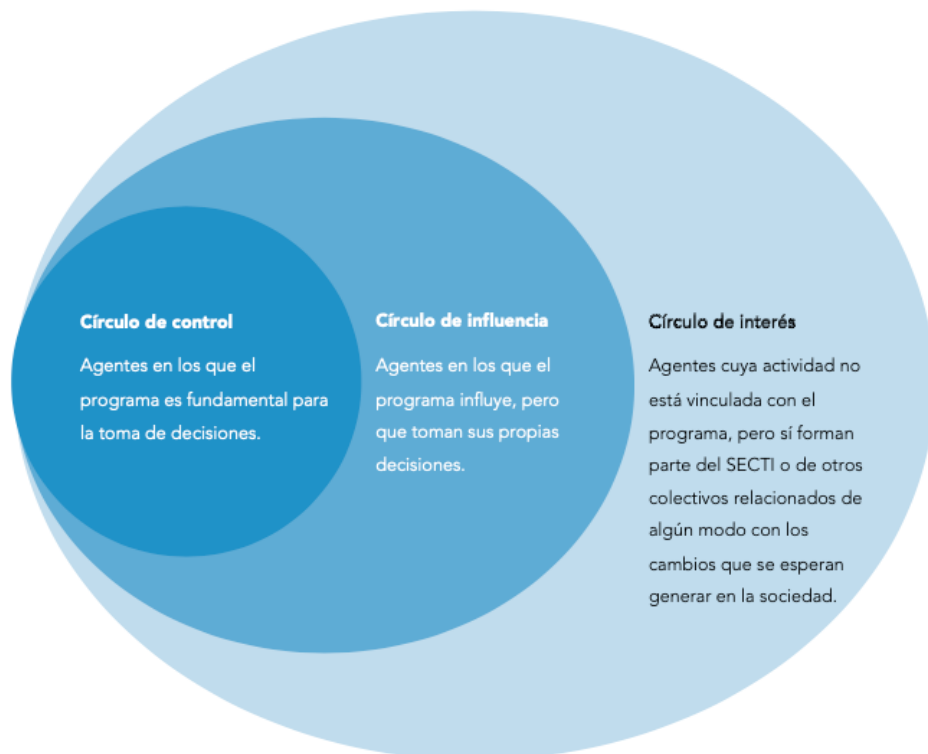 Círculo de control
Agentes en los que el
programa es fundamental para
la toma de decisiones.
Círculo de influencia
Agentes en los que el
programa influye, pero
que toman sus propias
decisiones.
Círculo de interés
Agentes cuya actividad no
está vinculada con el
programa, pero sí forman
parte del SECTI o de otros
colectivos relacionados de
algún modo con los
cambios que se esperan
generar en la sociedad.